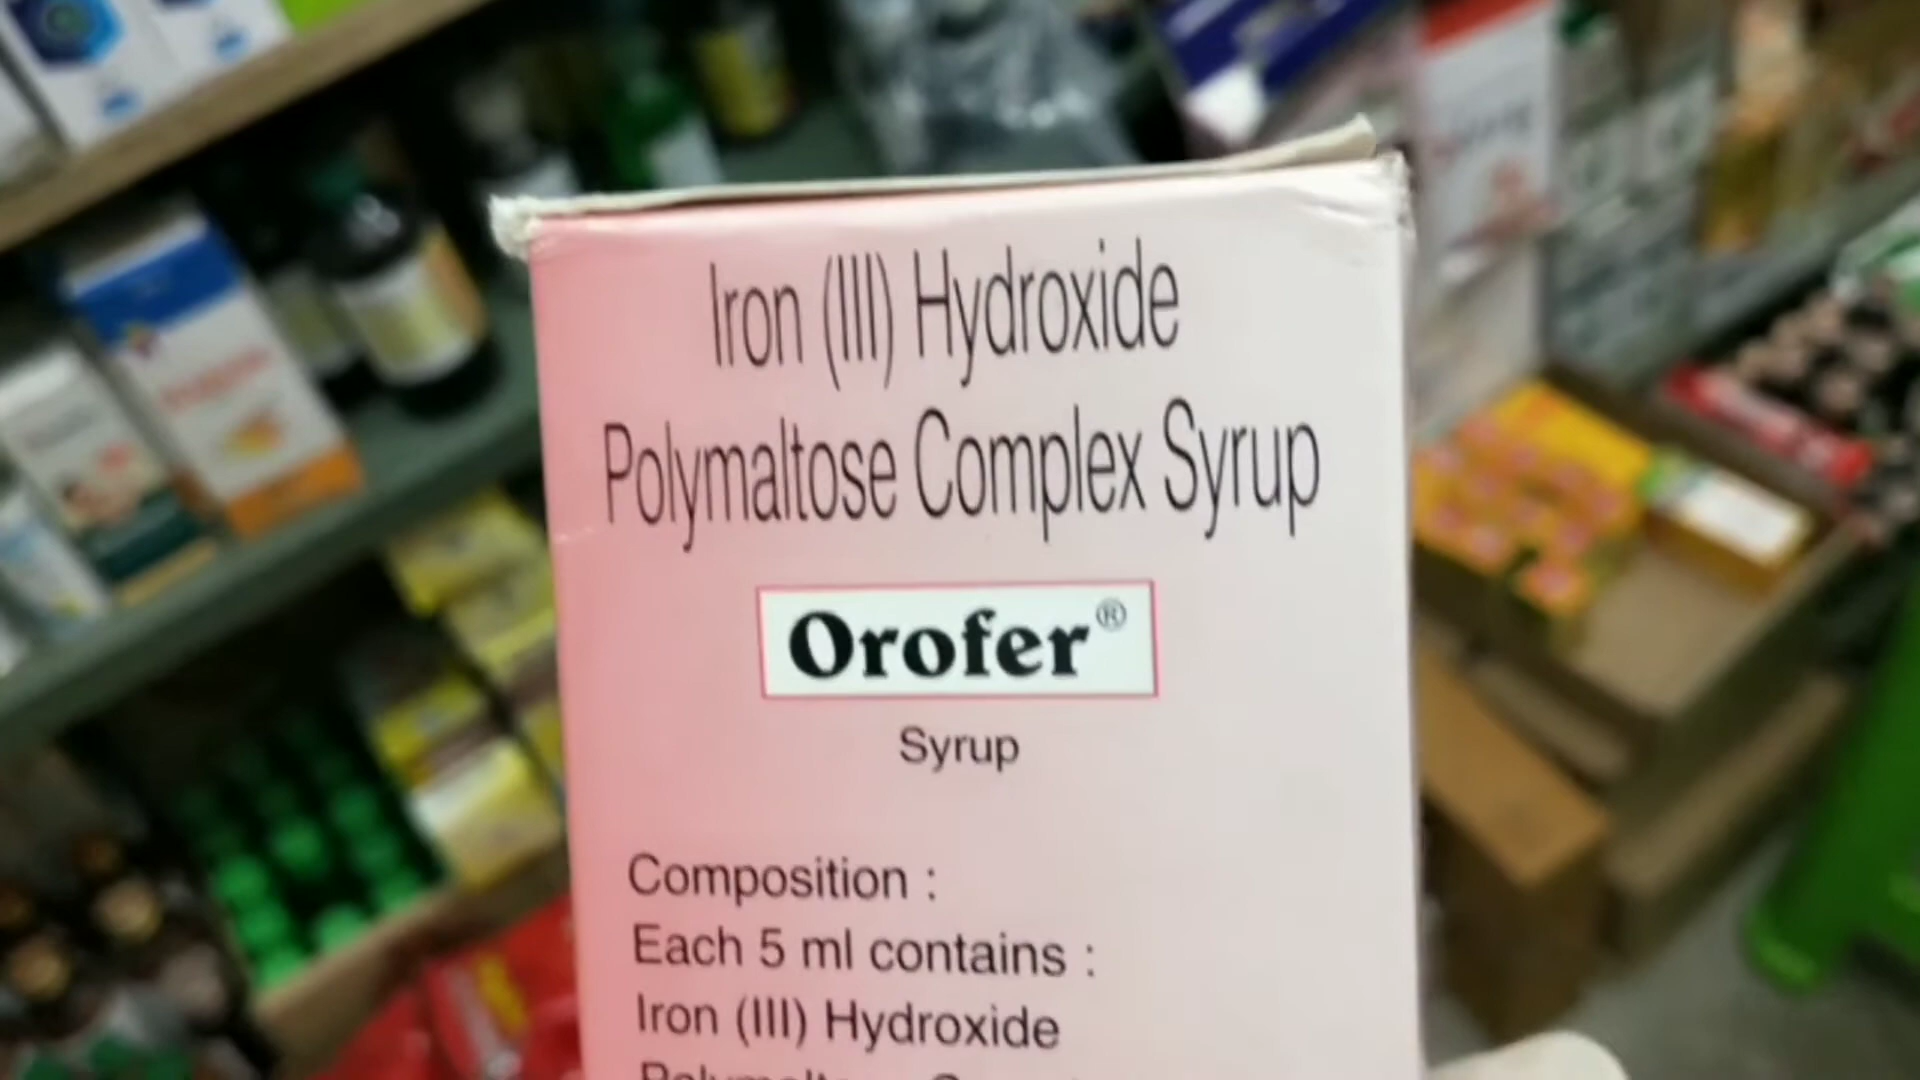 Iron (III) Hydroxide
Polymaltose Complex Syrup
Orofer®
Syrup
Composition :
Each 5 ml contains :
Iron (III) Hydroxide